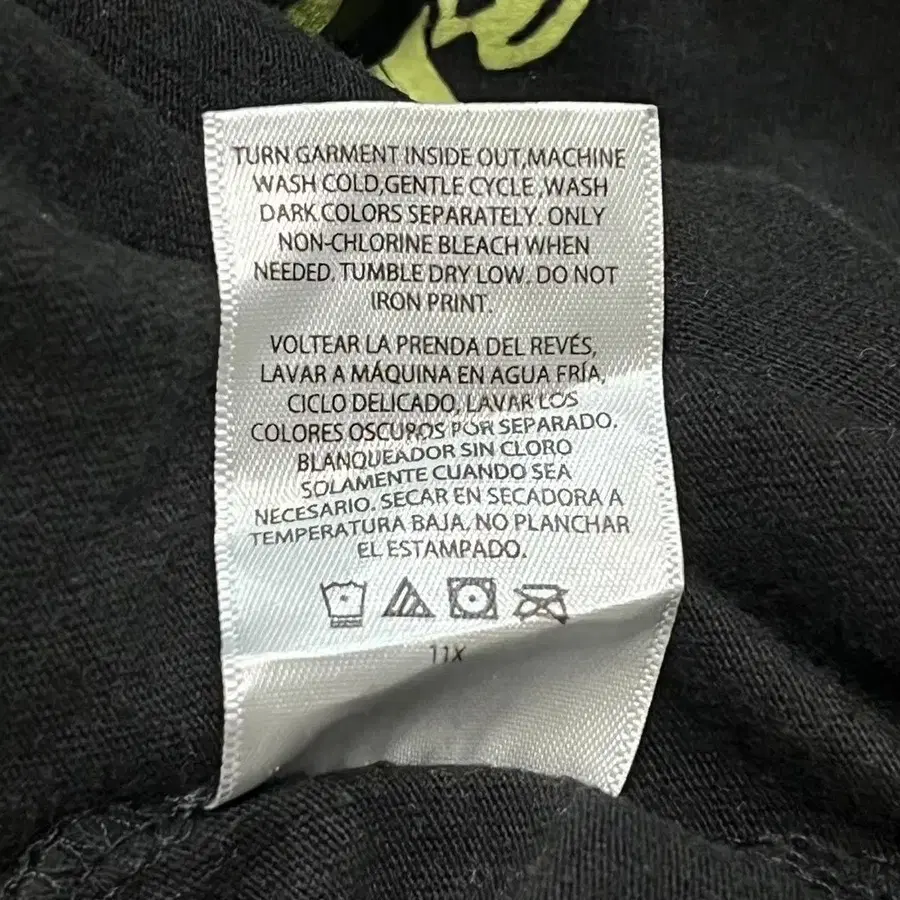 TURN GARMENT INSIDE OUT,MACHINE
WASH COLD,GENTLE CYCLE ,WASH
DARK COLORS SEPARATELY. ONLY
NON-CHLORINE BLEACH WHEN
NEEDED. TUMBLE DRY LOW. DO NOT
IRON PRINT.
VOLTEAR LA PRENDA DEL REVÉS,
LAVAR A MÁQUINA EN AGUA FRÍA,
CICLO DELICADO, LAVAR LOS
COLORES OSCUROS POR SEPARADO.
BLANQUEADOR SIN CLORO
SOLAMENTE CUANDO SEA
NECESARIO. SECAR EN SECADORA A
TEMPERATURA BAJA. NO PLANCHAR
EL ESTAMPADO.
11X